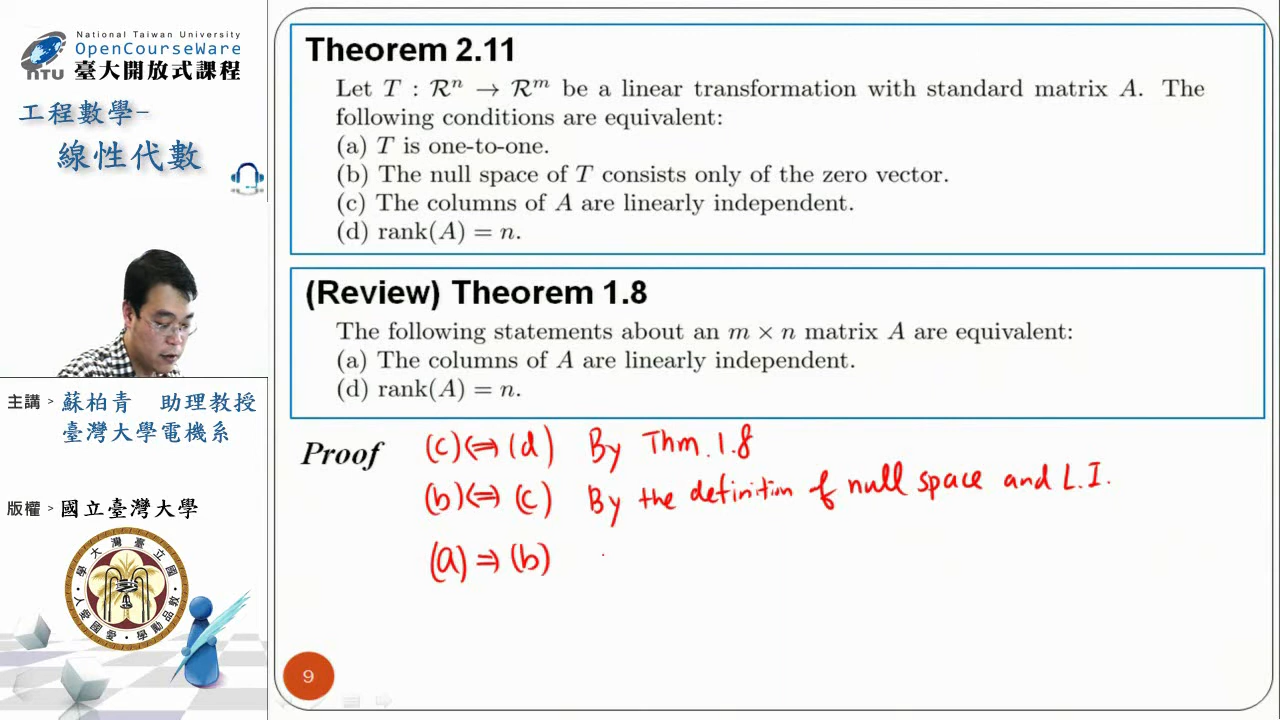 National Taiwan University
OpenCourseWare
臺大開放式課程
NTU
工程數學-
線性代數
主講 > 蘇柏青 助理教授
臺灣大學電機系
版權 > 國立臺灣大學
Theorem 2.11
Let T : Rⁿ → Rᵐ be a linear transformation with standard matrix A. The
following conditions are equivalent:
(a) T is one-to-one.
(b) The null space of T consists only of the zero vector.
(c) The columns of A are linearly independent.
(d) rank(A) = n.
(Review) Theorem 1.8
The following statements about an m × n matrix A are equivalent:
(a) The columns of A are linearly independent.
(d) rank(A) = n.
Proof (c) ⇔ (d) By Thm. 1.8
(b) ⇔ (c) By the definition of null space and L.I.
(a) ⇒ (b)
9